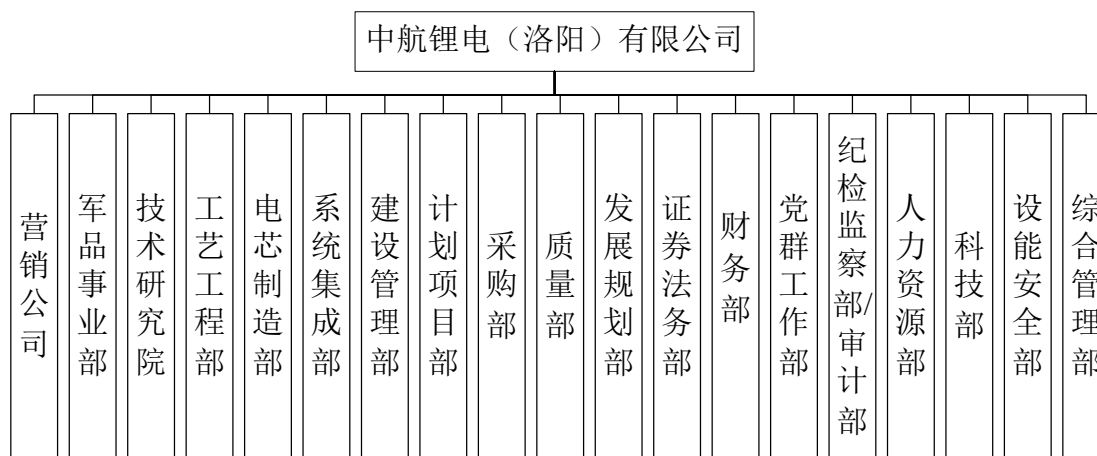 中航锂电（洛阳）有限公司
营销公司
军品事业部
技术研究院
工艺工程部
电芯制造部
系统集成部
建设管理部
计划项目部
采购部
质量部
发展规划部
证券法务部
财务部
党群工作部
纪检监察部/审计部
人力资源部
科技部
设能安全部
综合管理部